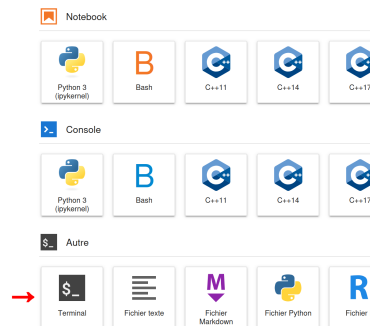 Notebook
Python 3
(ipykernel)
Bash
C++11
C++14
C++17
Console
Python 3
(ipykernel)
Bash
C++11
C++14
C++17
$_ Autre
$_
Terminal
Fichier texte
M
Fichier
Markdown
Fichier Python
R
Fichier